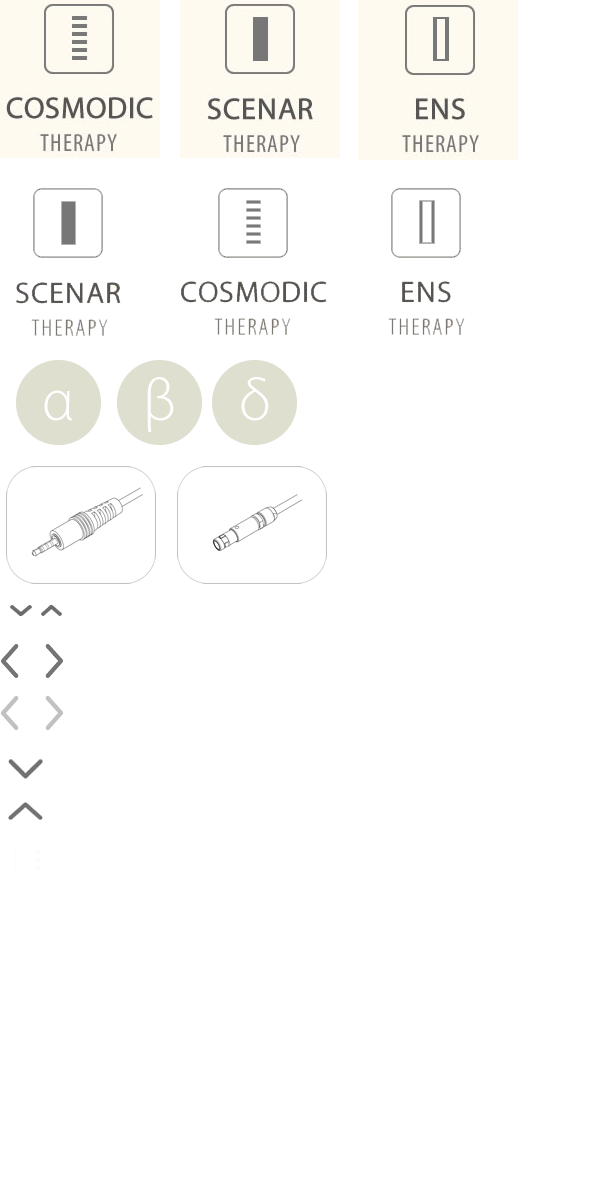 COSMODIC
THERAPY
SCENAR
THERAPY
ENS
THERAPY
SCENAR
THERAPY
COSMODIC
THERAPY
ENS
THERAPY
α
β
δ